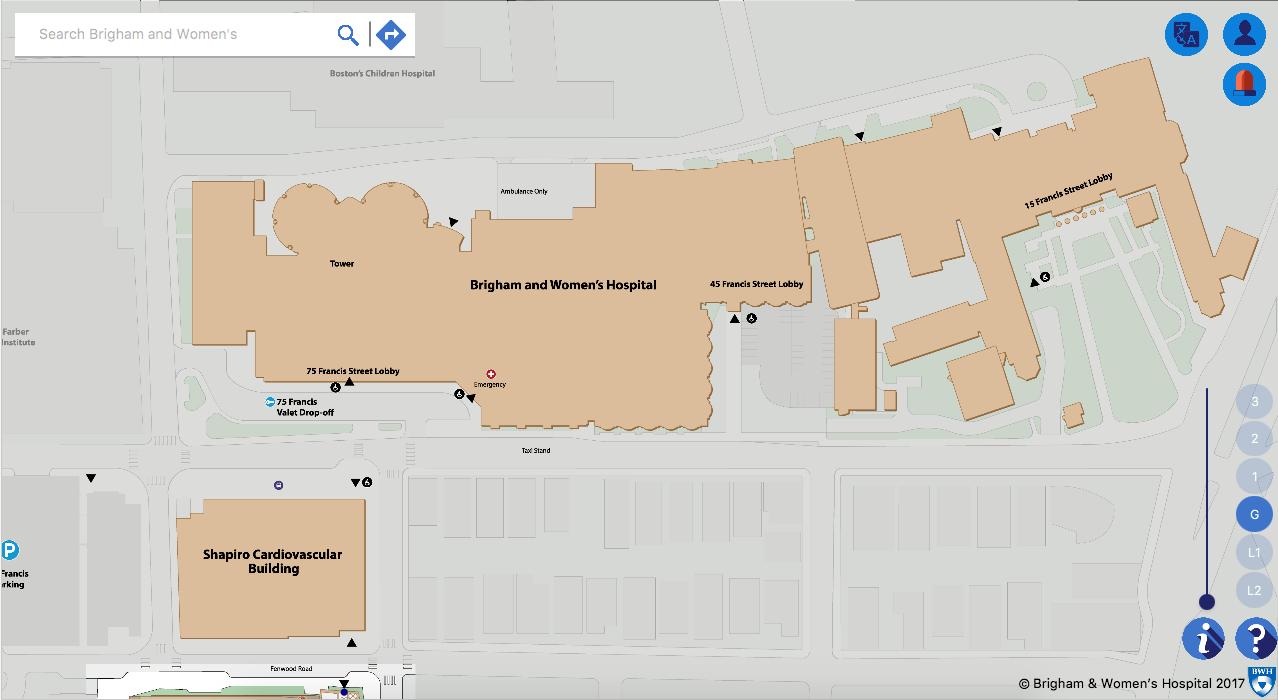 Search Brigham and Women's
Boston's Children Hospital
Ambulance Only
15 Francis Street Lobby
Tower
Brigham and Women's Hospital
45 Francis Street Lobby
Farber
Institute
75 Francis Street Lobby
Emergency
75 Francis
Valet Drop-off
3
Taxi Stand
2
1
G
P
Shapiro Cardiovascular
Building
L1
Francis
rking
L2
i
?
Fenwood Road
BWH
© Brigham & Women's Hospital 2017